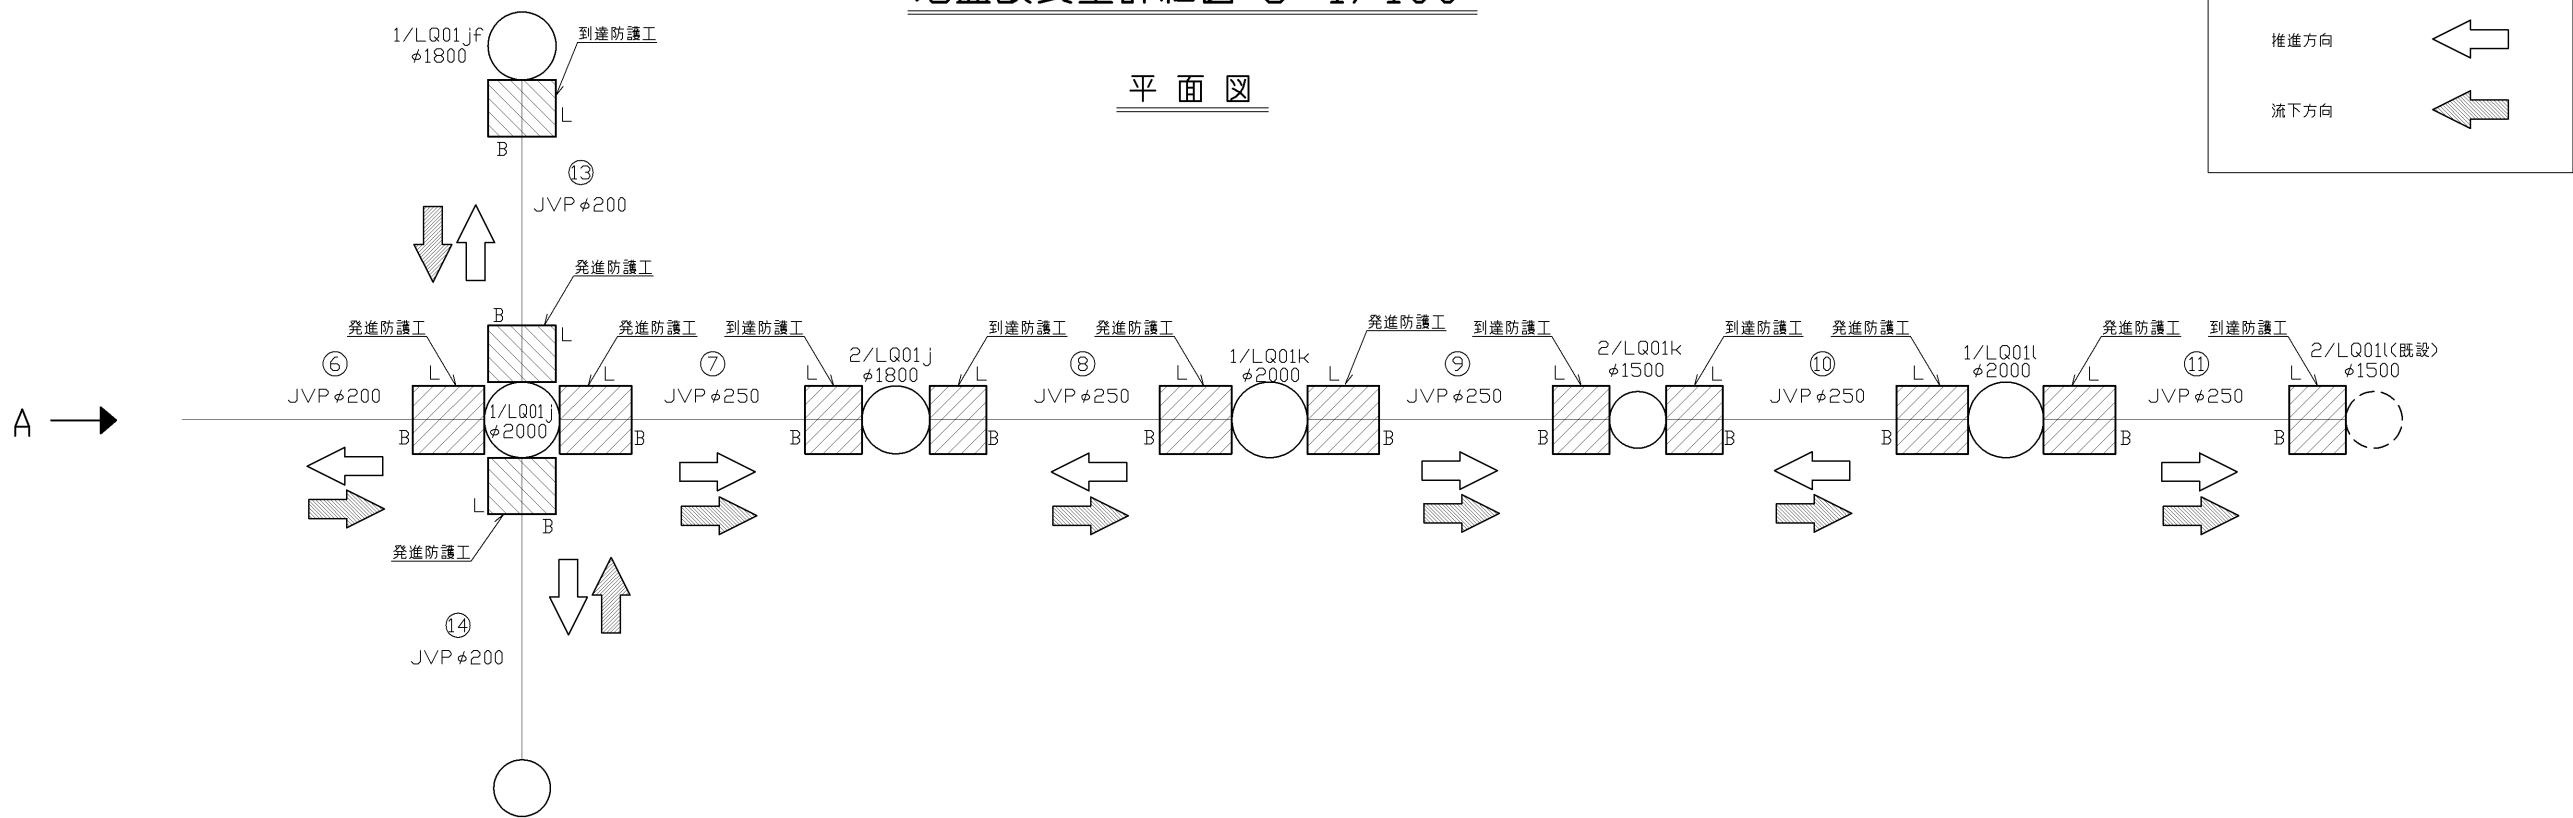 平 面 図
推進方向
流下方向
1/LQ01jf
φ1800
到達防護工
L
B
⑬
JVPφ200
発進防護工
B
L
発進防護工
⑥
JVPφ200
L
B
1/LQ01j
φ2000
発進防護工
L
B
⑦
JVPφ250
到達防護工
L
B
2/LQ01j
φ1800
到達防護工
L
B
⑧
JVPφ250
発進防護工
L
B
1/LQ01k
φ2000
発進防護工
L
B
⑨
JVPφ250
到達防護工
L
B
2/LQ01k
φ1500
到達防護工
L
B
⑩
JVPφ250
発進防護工
L
B
1/LQ01l
φ2000
発進防護工
L
B
⑪
JVPφ250
到達防護工
L
B
2/LQ01l(既設)
φ1500
A
L
B
発進防護工
⑭
JVPφ200